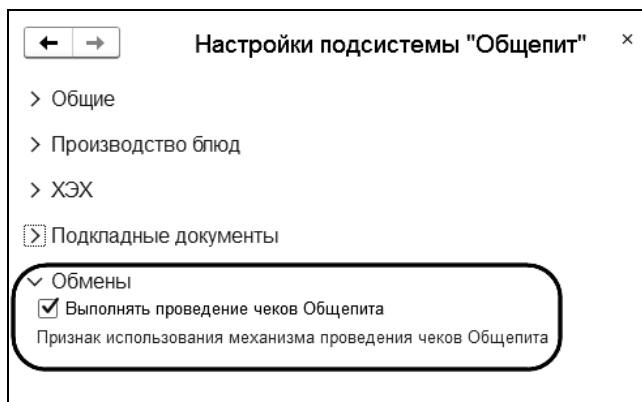 Настройки подсистемы "Общепит"
Общие
Производство блюд
ХЭХ
Подкладные документы
Обмены
Выполнять проведение чеков Общепита
Признак использования механизма проведения чеков Общепита